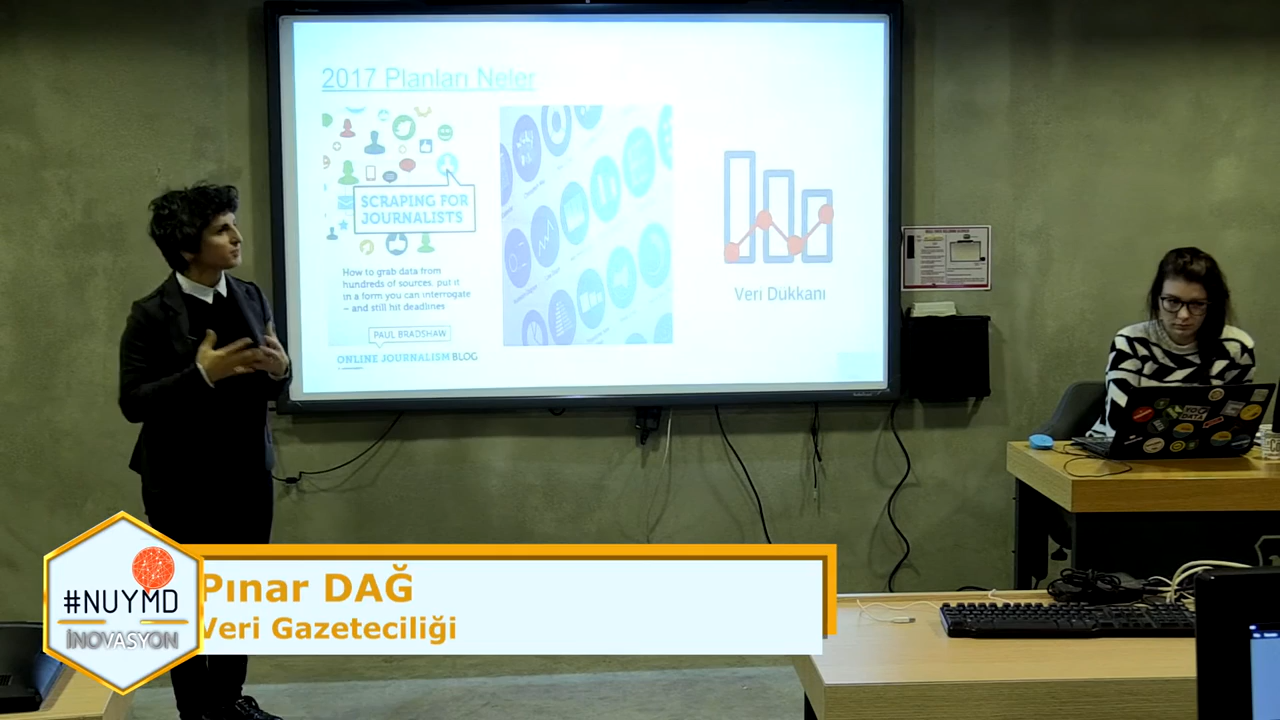 2017 Planları Neler
SCRAPING FOR
JOURNALISTS
How to grab data from
hundreds of sources, put it
in a form you can interrogate
– and still hit deadlines
PAUL BRADSHAW
ONLINE JOURNALISM BLOG
Veri Dükkanı
Pınar DAĞ
Veri Gazeteciliği
#NUYMD
İNOVASYON